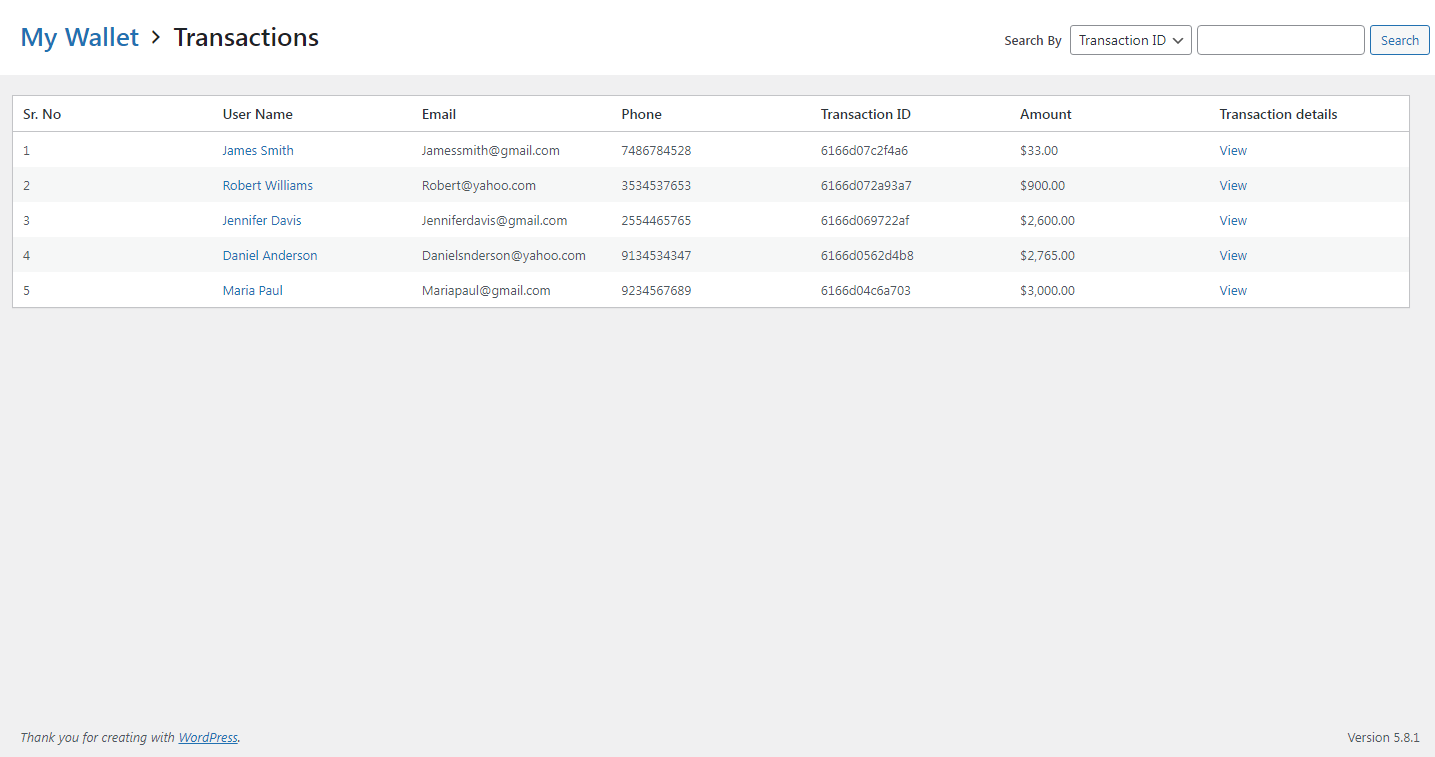 My Wallet > Transactions
Search By Transaction ID Search
Sr. No User Name Email Phone Transaction ID Amount Transaction details
1 James Smith Jamessmith@gmail.com 7486784528 6166d07c2f4a6 $33.00 View
2 Robert Williams Robert@yahoo.com 3534537653 6166d072a93a7 $900.00 View
3 Jennifer Davis Jenniferdavis@gmail.com 2554465765 6166d069722af $2,600.00 View
4 Daniel Anderson Danielsnderson@yahoo.com 9134534347 6166d0562d4b8 $2,765.00 View
5 Maria Paul Mariapaul@gmail.com 9234567689 6166d04c6a703 $3,000.00 View
Thank you for creating with WordPress.
Version 5.8.1